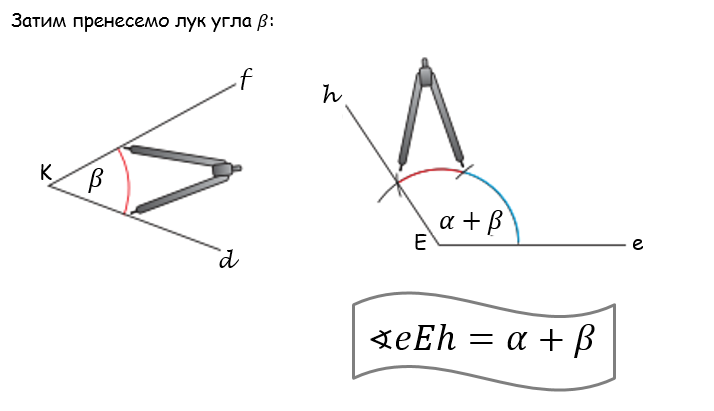 Затим пренесемо лук угла 𝛽:
f
K
β
d
h
α + β
E
e
∢eEh = α + β